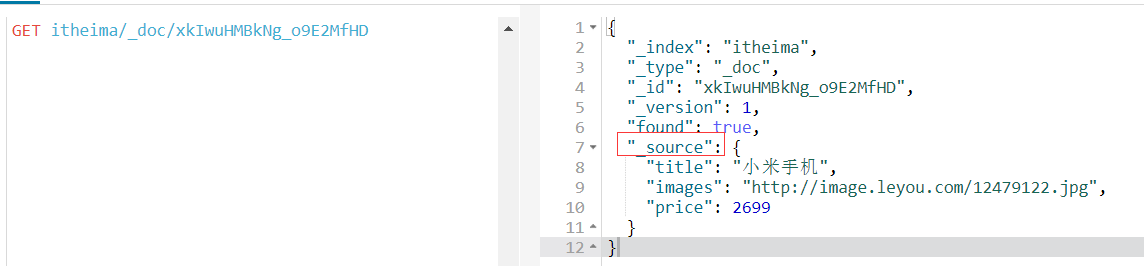 GET itheima/_doc/xkIwuHMBkNg_o9E2MfHD
1 {
2 "_index": "itheima",
3 "_type": "_doc",
4 "_id": "xkIwuHMBkNg_o9E2MfHD",
5 "_version": 1,
6 "found": true,
7 "_source": {
8 "title": "小米手机",
9 "images": "http://image.leyou.com/12479122.jpg",
10 "price": 2699
11 }
12 }